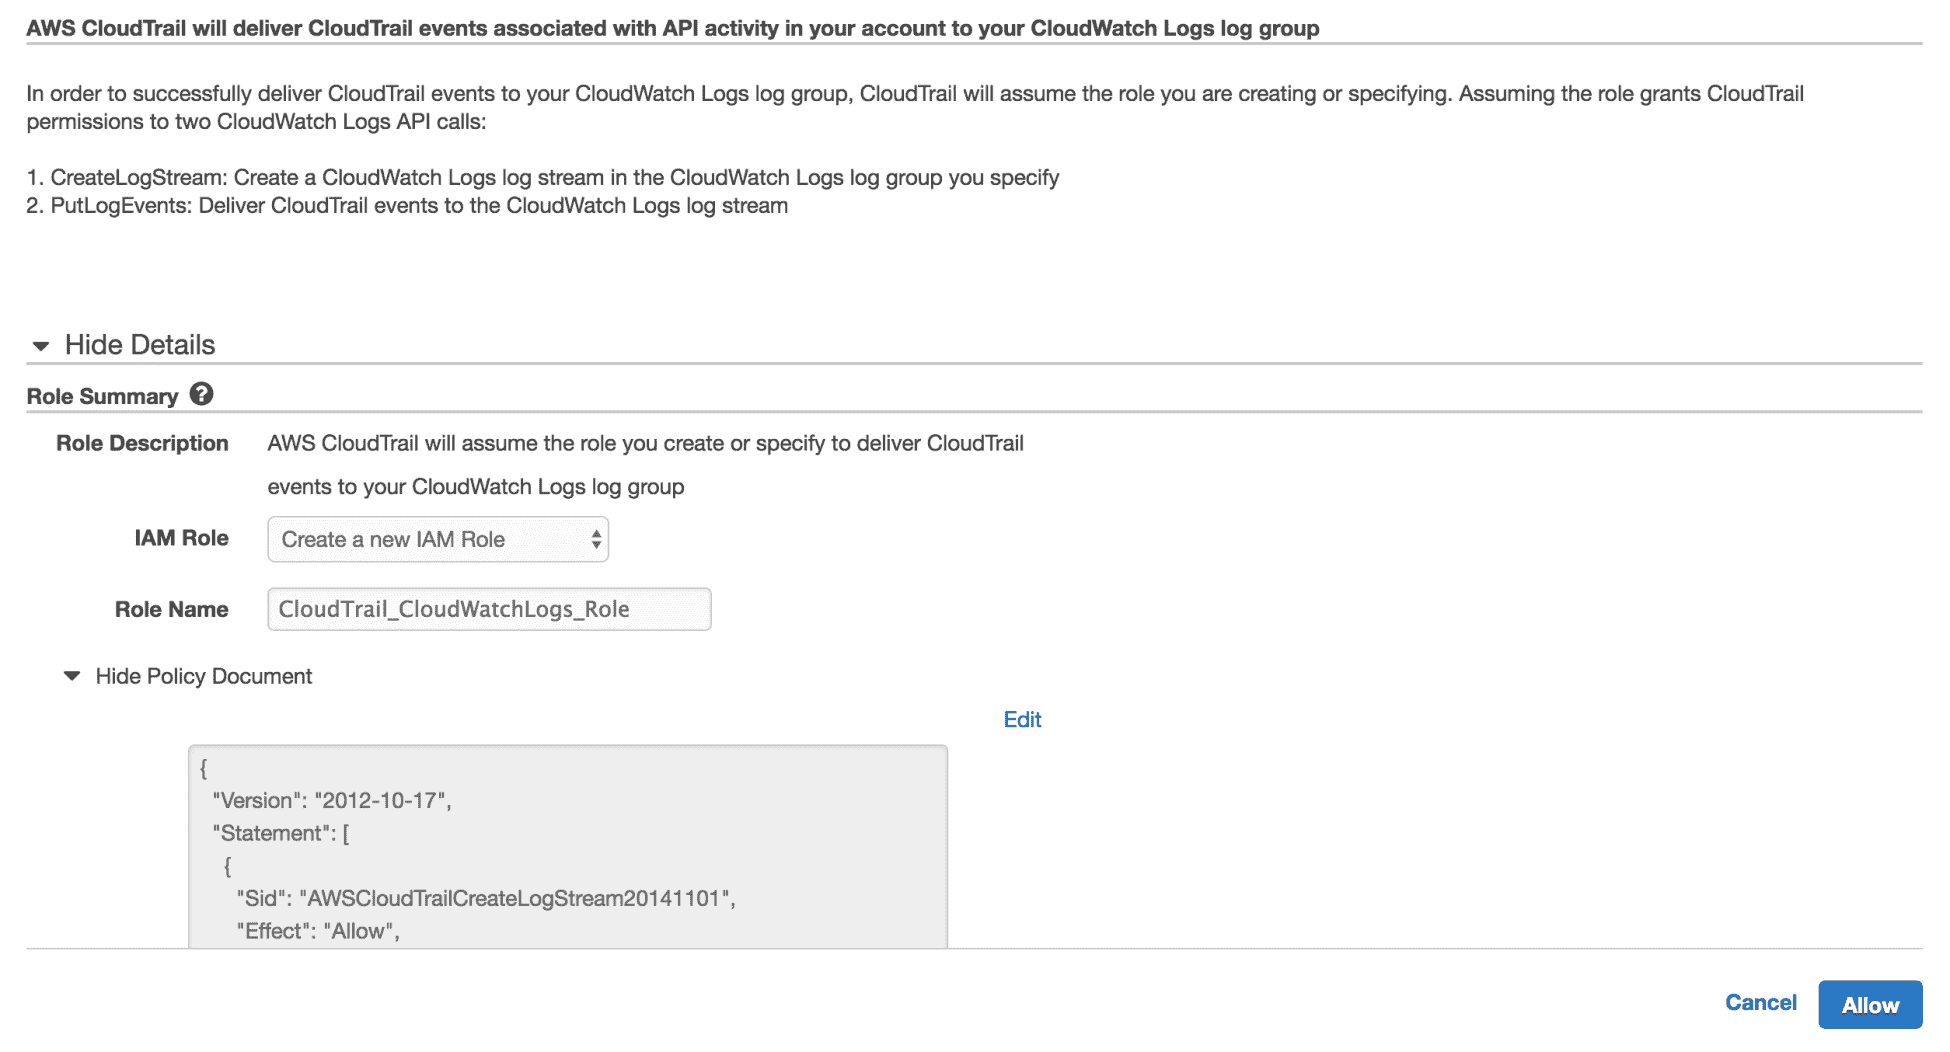 AWS CloudTrail will deliver CloudTrail events associated with API activity in your account to your CloudWatch Logs log group
In order to successfully deliver CloudTrail events to your CloudWatch Logs log group, CloudTrail will assume the role you are creating or specifying. Assuming the role grants CloudTrail
permissions to two CloudWatch Logs API calls:
1. CreateLogStream: Create a CloudWatch Logs log stream in the CloudWatch Logs log group you specify
2. PutLogEvents: Deliver CloudTrail events to the CloudWatch Logs log stream
Hide Details
Role Summary ?
Role Description AWS CloudTrail will assume the role you create or specify to deliver CloudTrail
events to your CloudWatch Logs log group
IAM Role Create a new IAM Role
Role Name CloudTrail_CloudWatchLogs_Role
Hide Policy Document
Edit
{
"Version": "2012-10-17",
"Statement": [
{
"Sid": "AWSCloudTrailCreateLogStream20141101",
"Effect": "Allow",
Cancel Allow